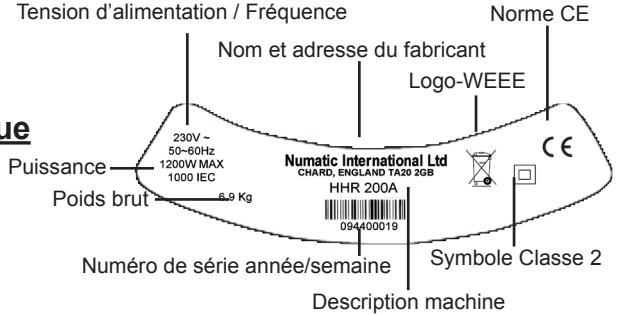 Tension d’alimentation / Fréquence
Norme CE
Nom et adresse du fabricant
Logo-WEEE
ue
230V ~
50~60Hz
1200W MAX
1000 IEC
Puissance
Poids brut
6.9 Kg
Numatic International Ltd
CHARD, ENGLAND TA20 2GB
HHR 200A
094400019
CE
Numéro de série année/semaine
Symbole Classe 2
Description machine